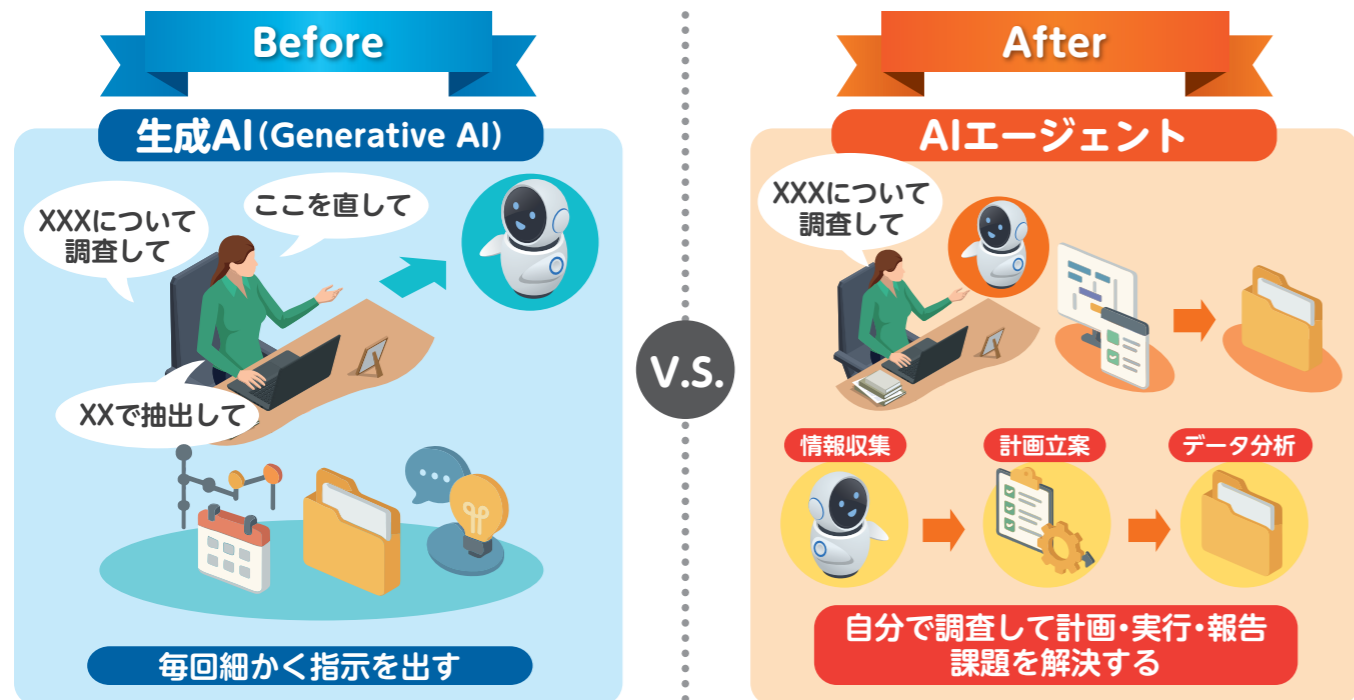 Before
生成AI(Generative AI)
XXXについて
調査して
ここを直して
XXで抽出して
毎回細かく指示を出す
V.S.
After
AIエージェント
XXXについて
調査して
情報収集
計画立案
データ分析
自分で調査して計画・実行・報告
課題を解決する